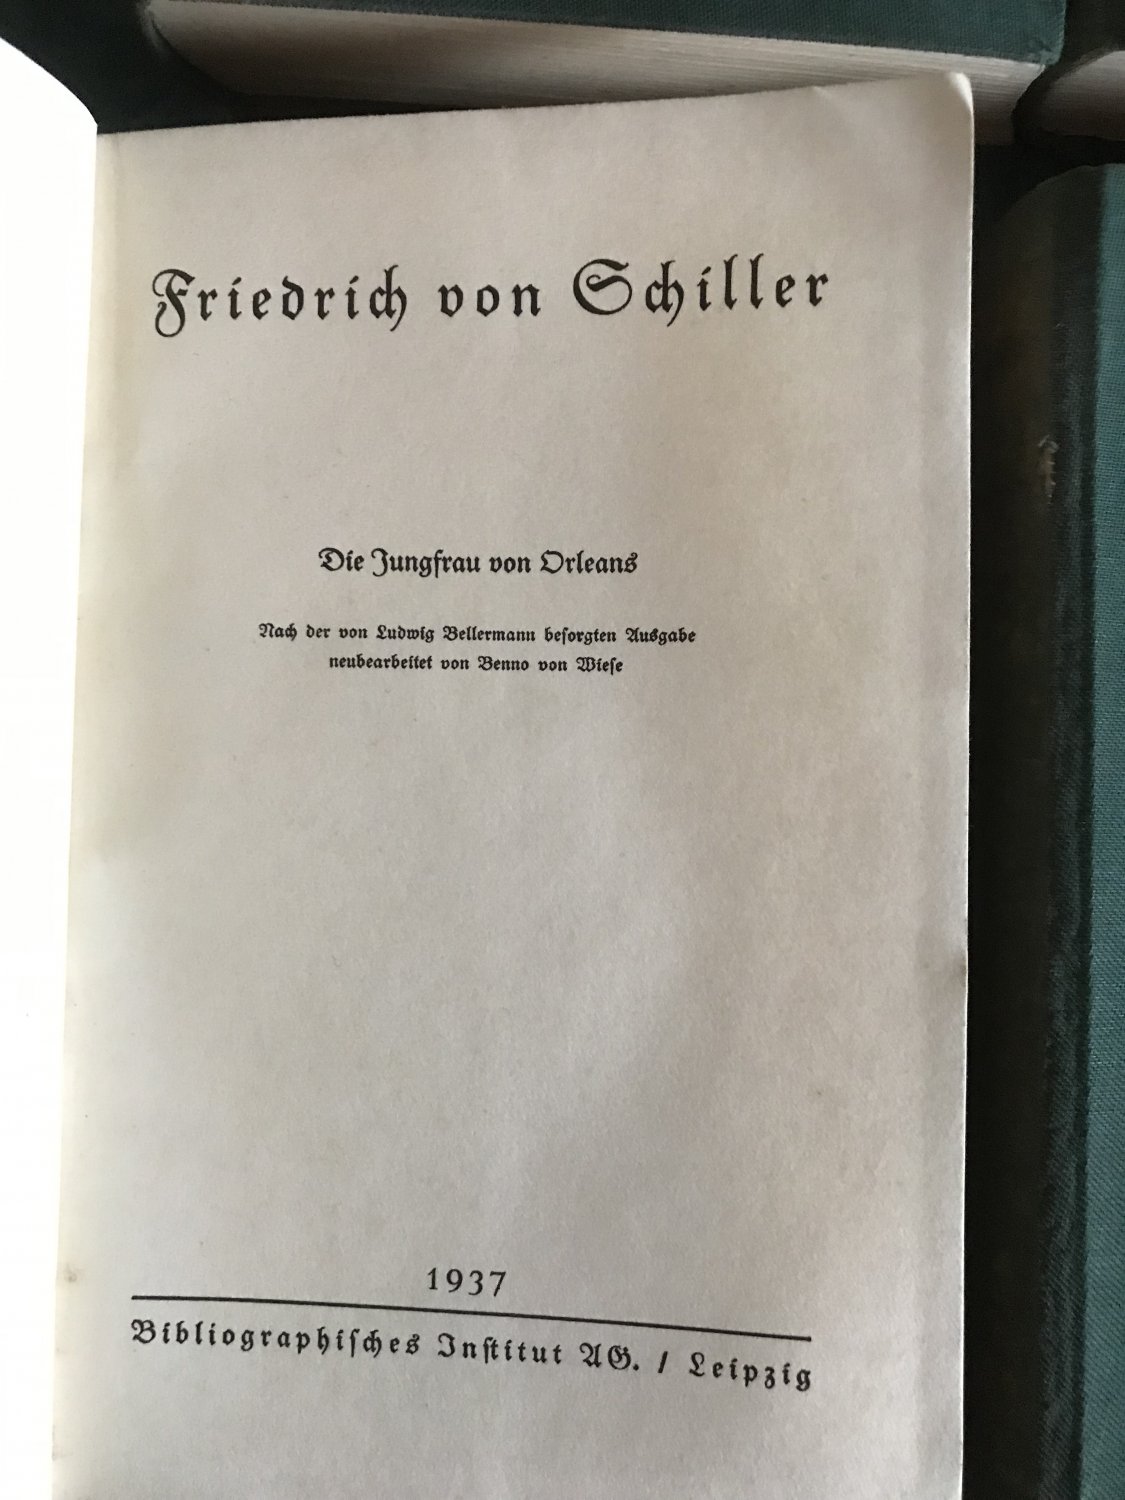 Friedrich von Schiller
Die Jungfrau von Orleans
Nach der von Ludwig Bellermann beſorgten Ausgabe
neubearbeitet von Benno von Wieſe
1937
Bibliographiſches Inſtitut AG. / Leipzig